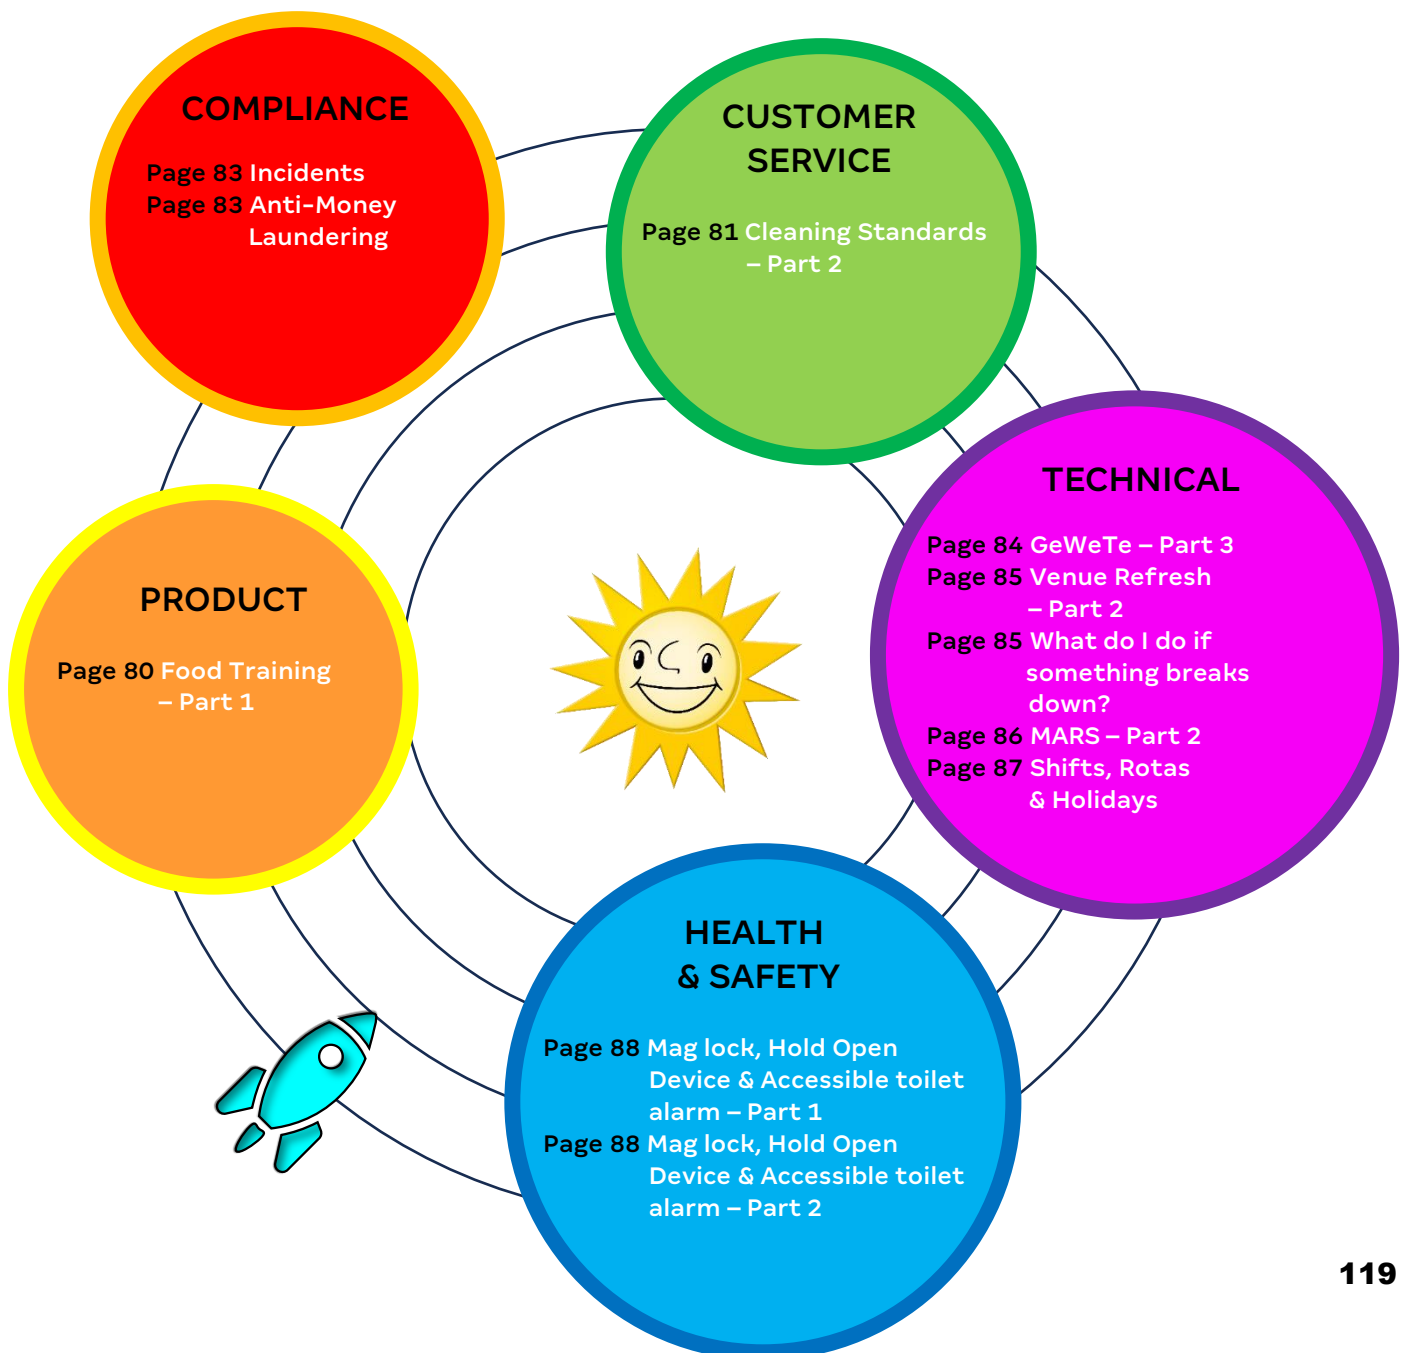 COMPLIANCE
Page 83 Incidents
Page 83 Anti-Money
Laundering
CUSTOMER
SERVICE
Page 81 Cleaning Standards
– Part 2
TECHNICAL
Page 84 GeWeTe – Part 3
Page 85 Venue Refresh
– Part 2
Page 85 What do I do if
something breaks
down?
Page 86 MARS – Part 2
Page 87 Shifts, Rotas
& Holidays
PRODUCT
Page 80 Food Training
– Part 1
HEALTH
& SAFETY
Page 88 Mag lock, Hold Open
Device & Accessible toilet
alarm – Part 1
Page 88 Mag lock, Hold Open
Device & Accessible toilet
alarm – Part 2
119